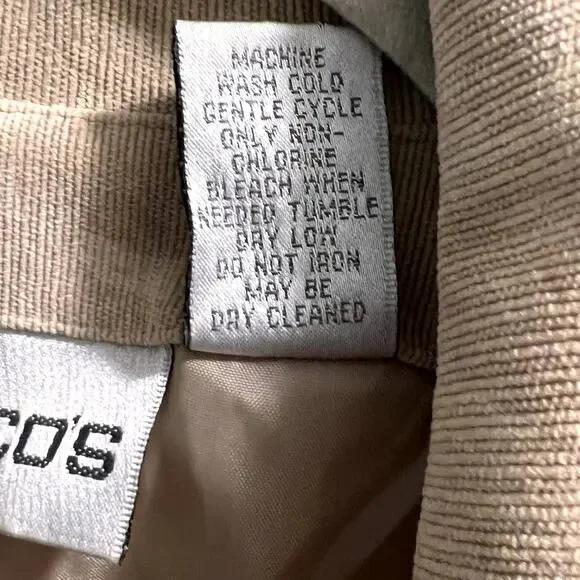 MACHINE
WASH COLD
GENTLE CYCLE
ONLY NON-
CHLORINE
BLEACH WHEN
NEEDED TUMBLE
DRY LOW
DO NOT IRON
MAY BE
DRY CLEANED
CO'S